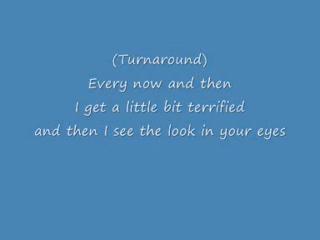 (Turnaround)
Every now and then
I get a little bit terrified
and then I see the look in your eyes